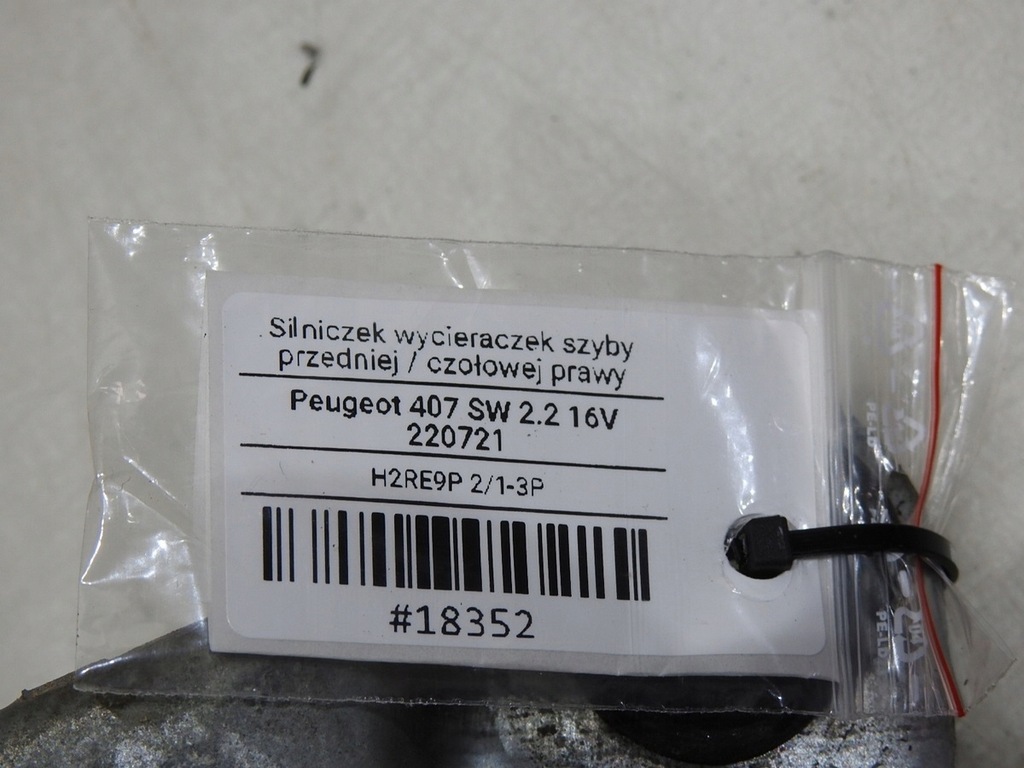 Silniczek wycieraczek szyby
przedniej / czołowej prawy
Peugeot 407 SW 2.2 16V
220721
H2RE9P 2/1-3P
#18352